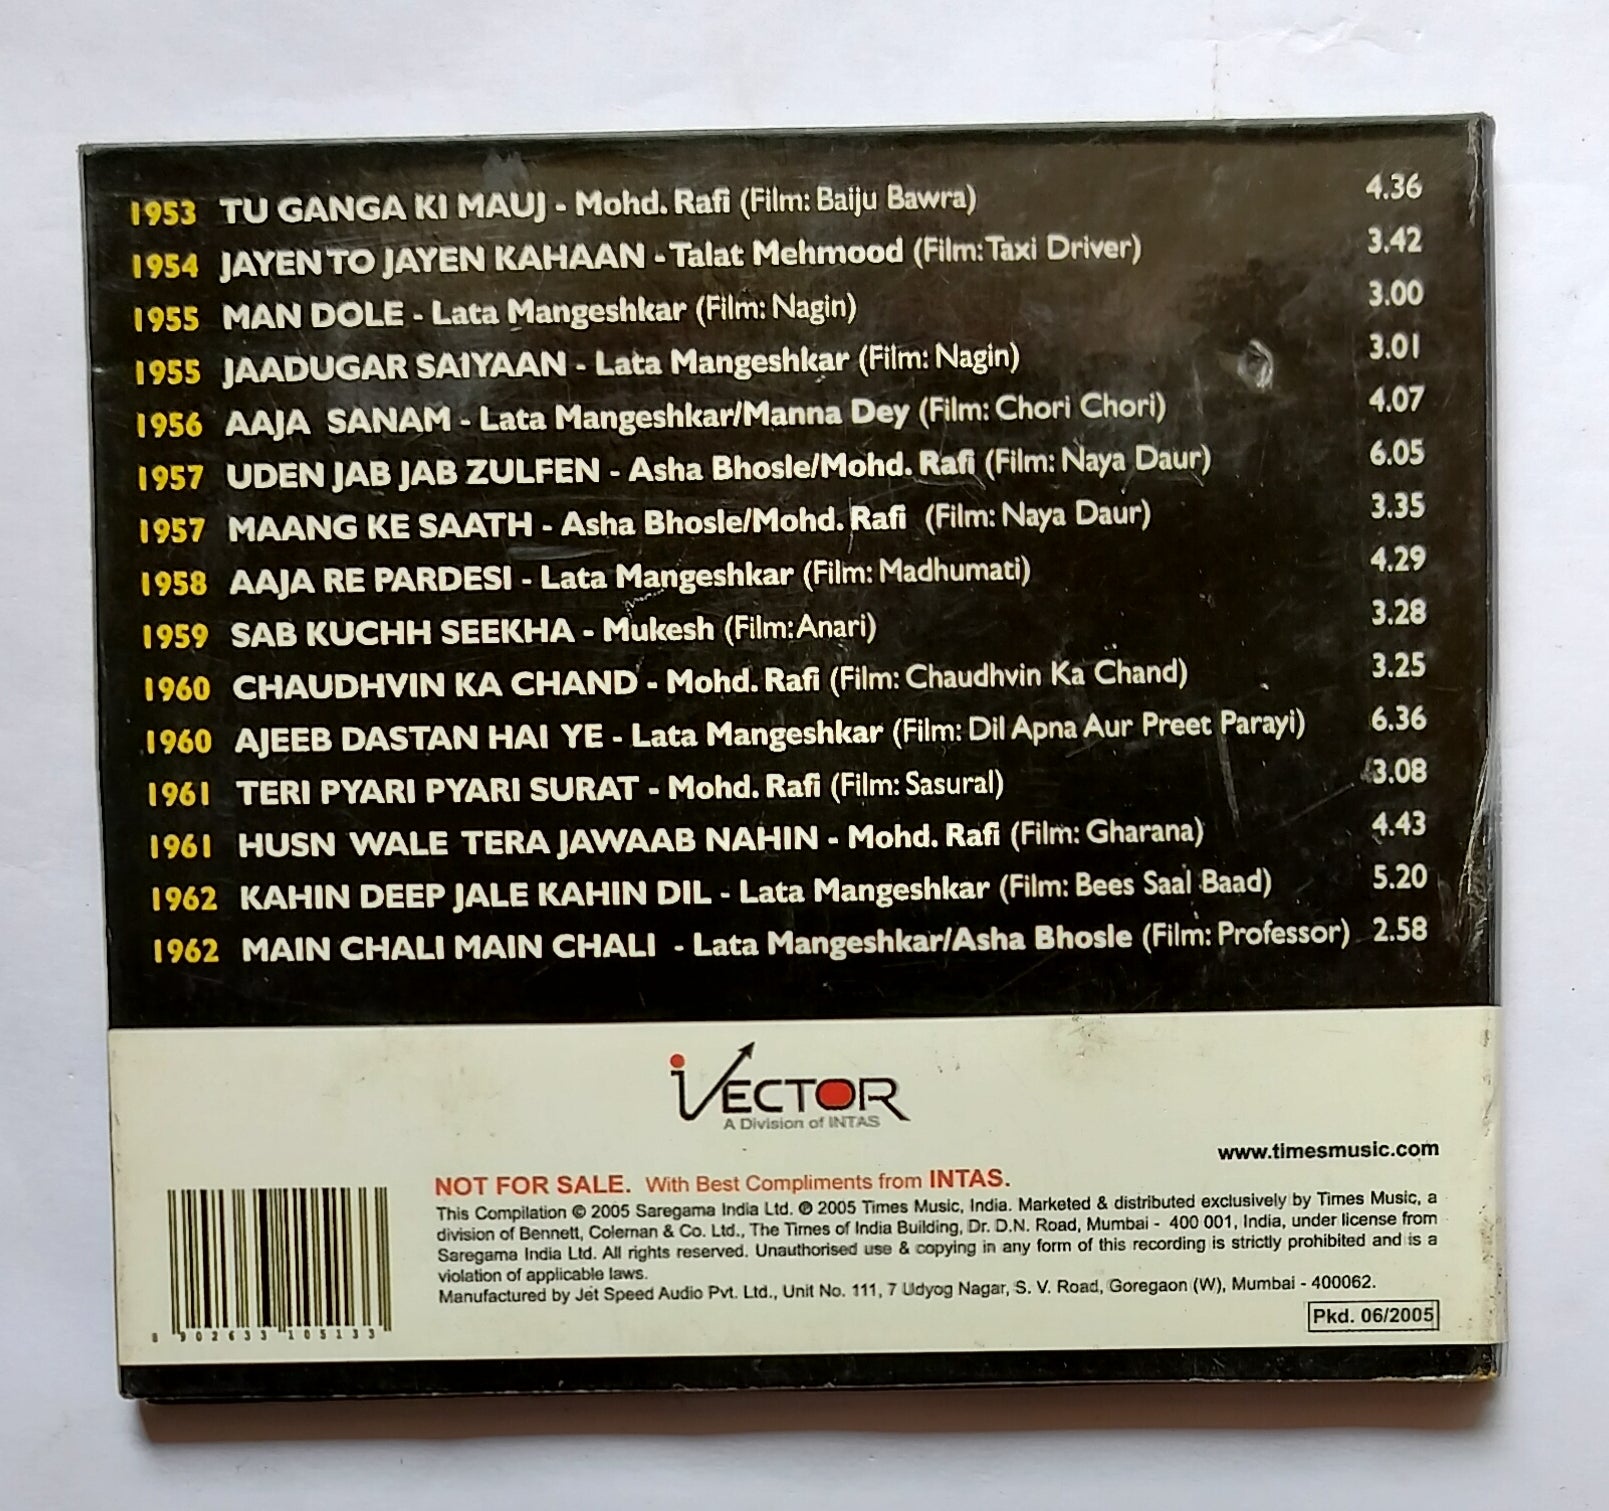 1953 TU GANGA KI MAUJ - Mohd. Rafi (Film: Baiju Bawra) 4.36
1954 JAYEN TO JAYEN KAHAAN - Talat Mehmood (Film: Taxi Driver) 3.42
1955 MAN DOLE - Lata Mangeshkar (Film: Nagin) 3.00
1955 JAADUGAR SAIYAAN - Lata Mangeshkar (Film: Nagin) 3.01
1956 AAJA SANAM - Lata Mangeshkar/Manna Dey (Film: Chori Chori) 4.07
1957 UDEN JAB JAB ZULFEN - Asha Bhosle/Mohd. Rafi (Film: Naya Daur) 6.05
1957 MAANG KE SAATH - Asha Bhosle/Mohd. Rafi (Film: Naya Daur) 3.35
1958 AAJA RE PARDESI - Lata Mangeshkar (Film: Madhumati) 4.29
1959 SAB KUCHH SEEKHA - Mukesh (Film: Anari) 3.28
1960 CHAUDHVIN KA CHAND - Mohd. Rafi (Film: Chaudhvin Ka Chand) 3.25
1960 AJEEB DASTAN HAI YE - Lata Mangeshkar (Film: Dil Apna Aur Preet Parayi) 6.36
1961 TERI PYARI PYARI SURAT - Mohd. Rafi (Film: Sasural) 3.08
1961 HUSN WALE TERA JAWAAB NAHIN - Mohd. Rafi (Film: Gharana) 4.43
1962 KAHIN DEEP JALE KAHIN DIL - Lata Mangeshkar (Film: Bees Saal Baad) 5.20
1962 MAIN CHALI MAIN CHALI - Lata Mangeshkar/Asha Bhosle (Film: Professor) 2.58
iVECTOR
A Division of INTAS
www.timesmusic.com
NOT FOR SALE. With Best Compliments from INTAS.
This Compilation © 2005 Saregama India Ltd. ℗ 2005 Times Music, India. Marketed & distributed exclusively by Times Music, a
division of Bennett, Coleman & Co. Ltd., The Times of India Building, Dr. D.N. Road, Mumbai - 400 001, India, under license from
Saregama India Ltd. All rights reserved. Unauthorised use & copying in any form of this recording is strictly prohibited and is a
violation of applicable laws.
Manufactured by Jet Speed Audio Pvt. Ltd., Unit No. 111, 7 Udyog Nagar, S. V. Road, Goregaon (W), Mumbai - 400062.
Pkd. 06/2005
8 902633 105133